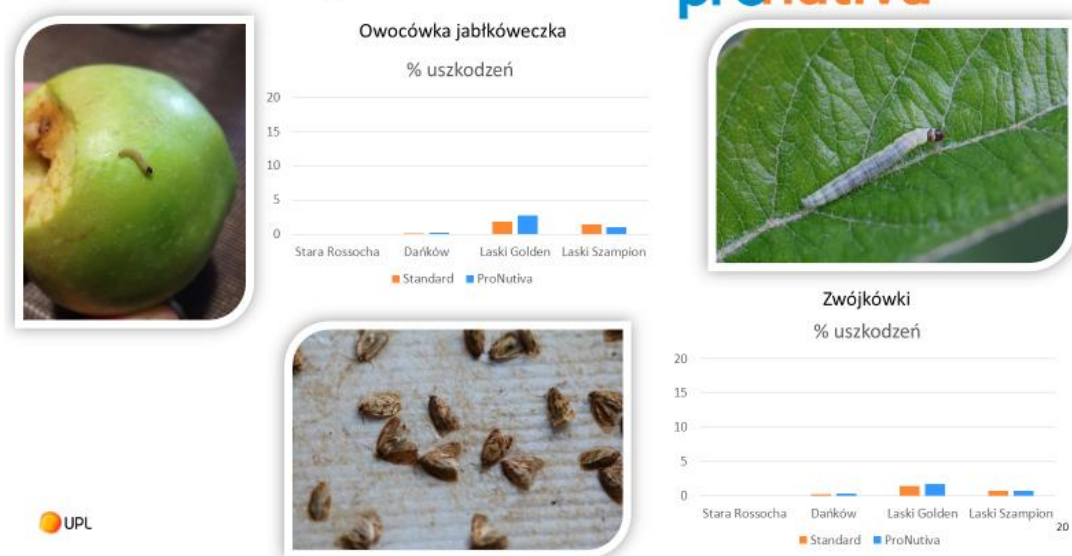 proNutiva
Owocówka jabłkóweczka
% uszkodzeń
20
15
10
5
0
Stara Rossocha Dańków Laski Golden Laski Szampion
Standard ProNutiva
Zwójkówki
% uszkodzeń
20
15
10
5
0
Stara Rossocha Dańków Laski Golden Laski Szampion
Standard ProNutiva
UPL
20